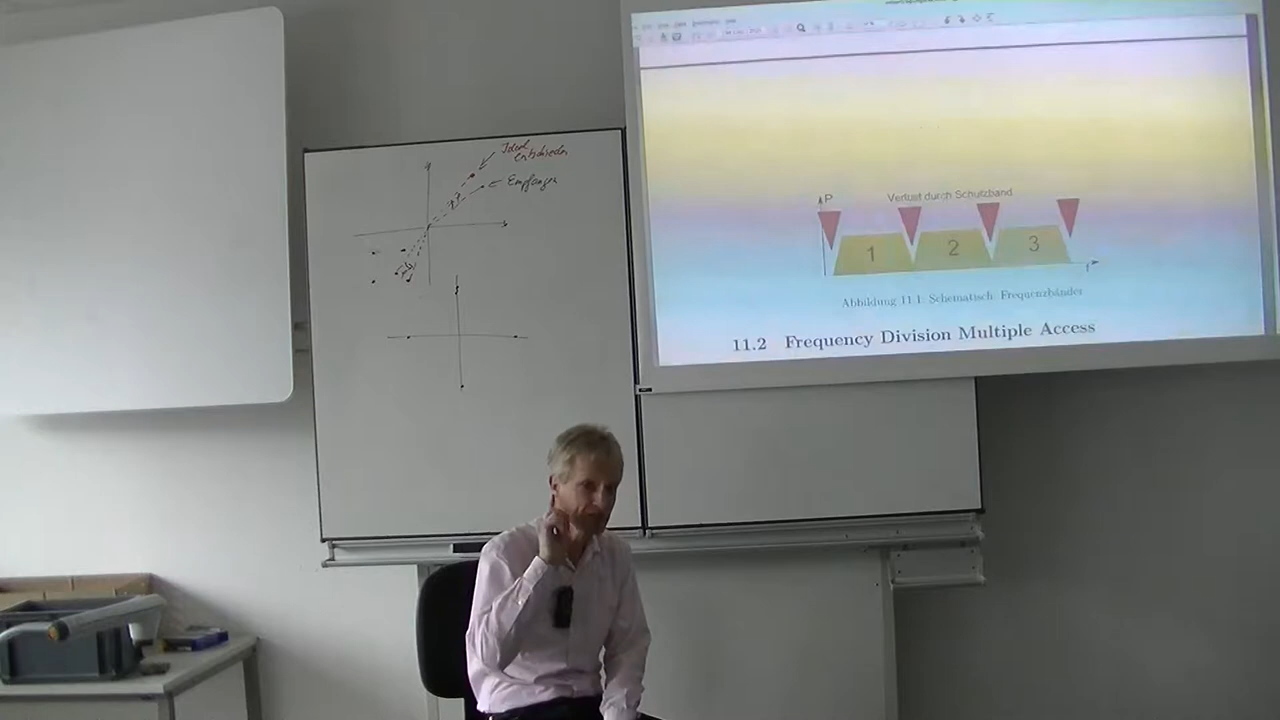 Ideal
Empfangen
P
Verlust durch Schutzband
1 2 3
f
Abbildung 11.1: Schematisch: Frequenzbänder
11.2 Frequency Division Multiple Access